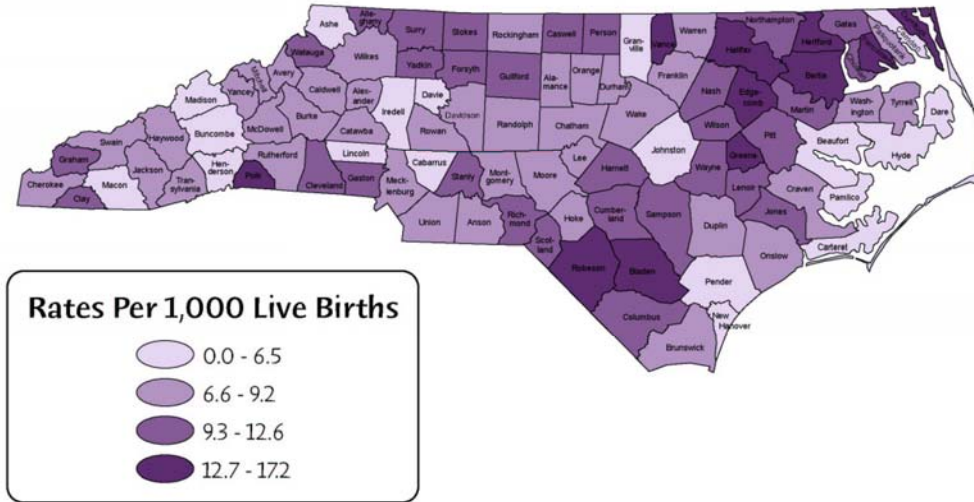 Ashe
Alle-
ghany
Surry
Stokes
Rockingham
Caswell
Person
Gran-
ville
Vance
Warren
Northampton
Gates
Camden
Halifax
Hertford
Watauga
Wilkes
Yadkin
Forsyth
Guilford
Ala-
mance
Orange
Durham
Franklin
Bertie
Mitchell
Avery
Yancey
Caldwell
Alex-
ander
Iredell
Davie
Davidson
Randolph
Chatham
Wake
Nash
Edge-
comb
Martin
Wash-
ington
Tyrrell
Dare
Madison
Buncombe
McDowell
Burke
Catawba
Rowan
Johnston
Wilson
Pitt
Beaufort
Hyde
Swain
Haywood
Graham
Jackson
Hen-
derson
Rutherford
Lincoln
Cabarrus
Lee
Harnett
Wayne
Greene
Cherokee
Clay
Macon
Tran-
sylvania
Polk
Cleveland
Gaston
Meck-
lenburg
Stanly
Mont-
gomery
Moore
Lenoir
Craven
Pamlico
Jones
Union
Anson
Rich-
mond
Hoke
Cumber-
land
Sampson
Duplin
Onslow
Carteret
Scot-
land
Robeson
Bladen
Pender
Columbus
New
Hanover
Brunswick
Rates Per 1,000 Live Births
0.0 - 6.5
6.6 - 9.2
9.3 - 12.6
12.7 - 17.2